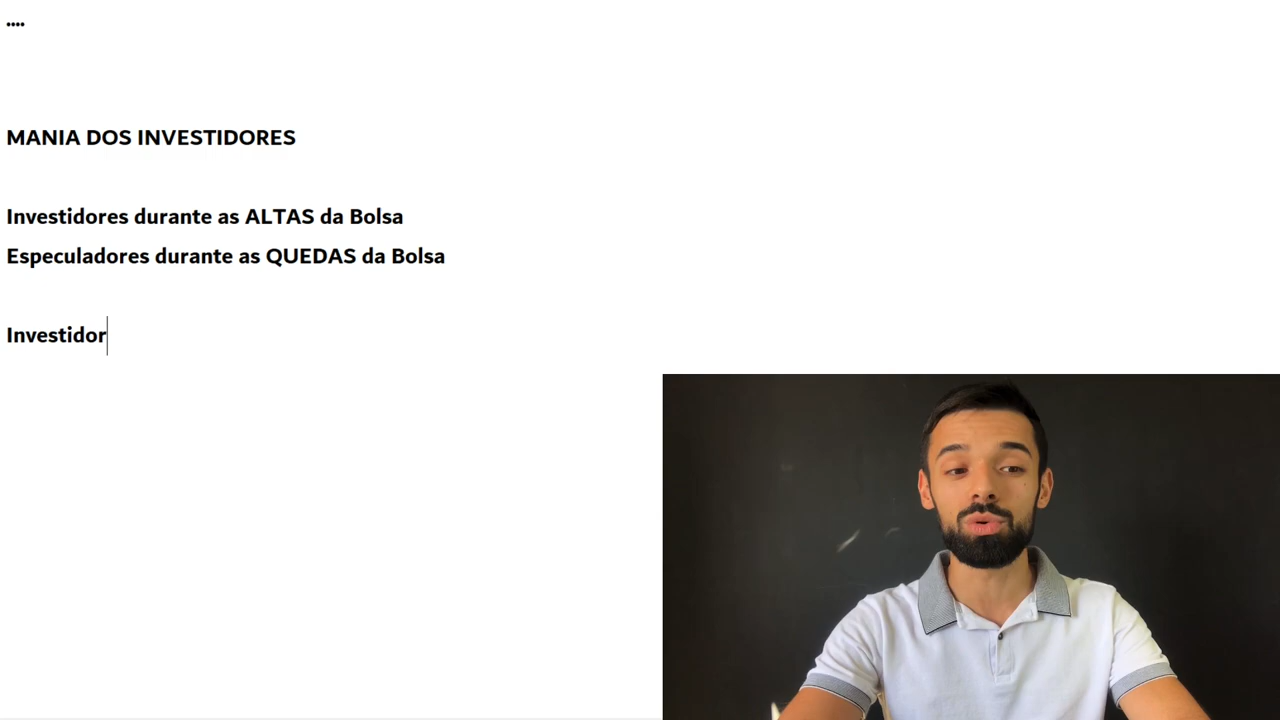 ....
MANIA DOS INVESTIDORES
Investidores durante as ALTAS da Bolsa
Especuladores durante as QUEDAS da Bolsa
Investidor